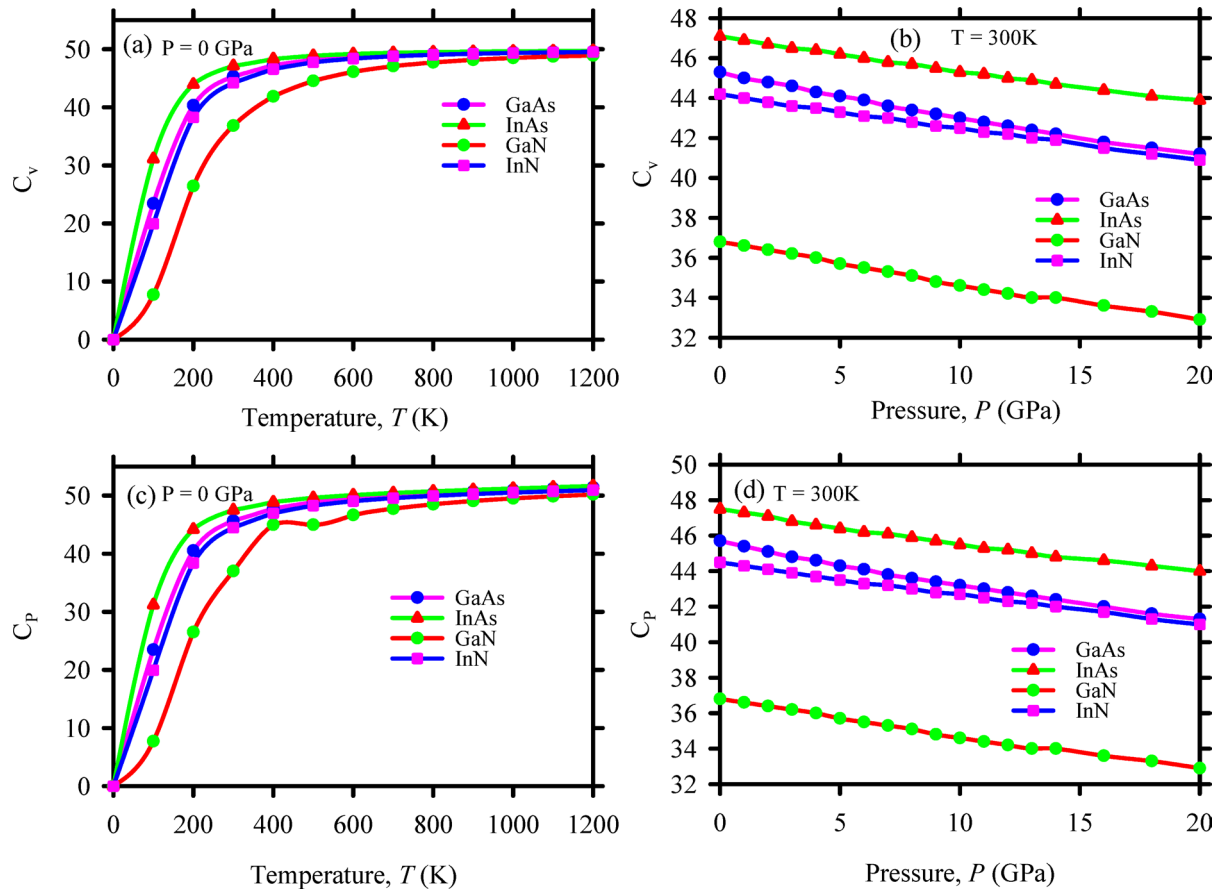 (a) P = 0 GPa
50
40
30
20
10
0
C_v
GaAs
InAs
GaN
InN
0 200 400 600 800 1000 1200
Temperature, T (K)
(b) T = 300K
48
46
44
42
40
38
36
34
32
C_v
GaAs
InAs
GaN
InN
0 5 10 15 20
Pressure, P (GPa)
(c) P = 0 GPa
50
40
30
20
10
0
C_P
GaAs
InAs
GaN
InN
0 200 400 600 800 1000 1200
Temperature, T (K)
(d) T = 300K
50
48
46
44
42
40
38
36
34
32
C_P
GaAs
InAs
GaN
InN
0 5 10 15 20
Pressure, P (GPa)